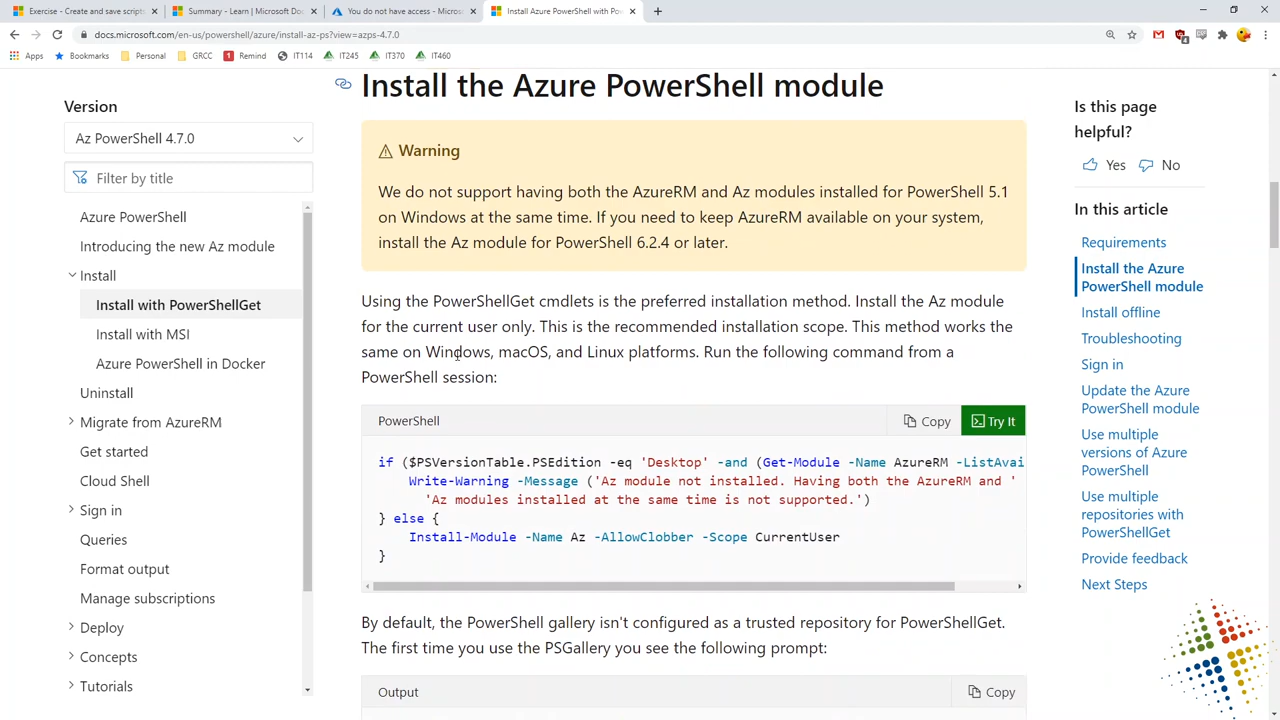 Exercise - Create and save scripts
Summary - Learn | Microsoft Doc
You do not have access - Micros
Install Azure PowerShell with Pow
docs.microsoft.com/en-us/powershell/azure/install-az-ps?view=azps-4.7.0
Apps
Bookmarks
Personal
GRCC
Remind
IT114
IT245
IT370
IT460
Version
Az PowerShell 4.7.0
Filter by title
Azure PowerShell
Introducing the new Az module
Install
Install with PowerShellGet
Install with MSI
Azure PowerShell in Docker
Uninstall
Migrate from AzureRM
Get started
Cloud Shell
Sign in
Queries
Format output
Manage subscriptions
Deploy
Concepts
Tutorials
Install the Azure PowerShell module
Warning
We do not support having both the AzureRM and Az modules installed for PowerShell 5.1
on Windows at the same time. If you need to keep AzureRM available on your system,
install the Az module for PowerShell 6.2.4 or later.
Using the PowerShellGet cmdlets is the preferred installation method. Install the Az module
for the current user only. This is the recommended installation scope. This method works the
same on Windows, macOS, and Linux platforms. Run the following command from a
PowerShell session:
PowerShell
Copy
Try It
if ($PSVersionTable.PSEdition -eq 'Desktop' -and (Get-Module -Name AzureRM -ListAvai
Write-Warning -Message ('Az module not installed. Having both the AzureRM and '
'Az modules installed at the same time is not supported.')
} else {
Install-Module -Name Az -AllowClobber -Scope CurrentUser
}
By default, the PowerShell gallery isn't configured as a trusted repository for PowerShellGet.
The first time you use the PSGallery you see the following prompt:
Output
Copy
Is this page
helpful?
Yes
No
In this article
Requirements
Install the Azure
PowerShell module
Install offline
Troubleshooting
Sign in
Update the Azure
PowerShell module
Use multiple
versions of Azure
PowerShell
Use multiple
repositories with
PowerShellGet
Provide feedback
Next Steps